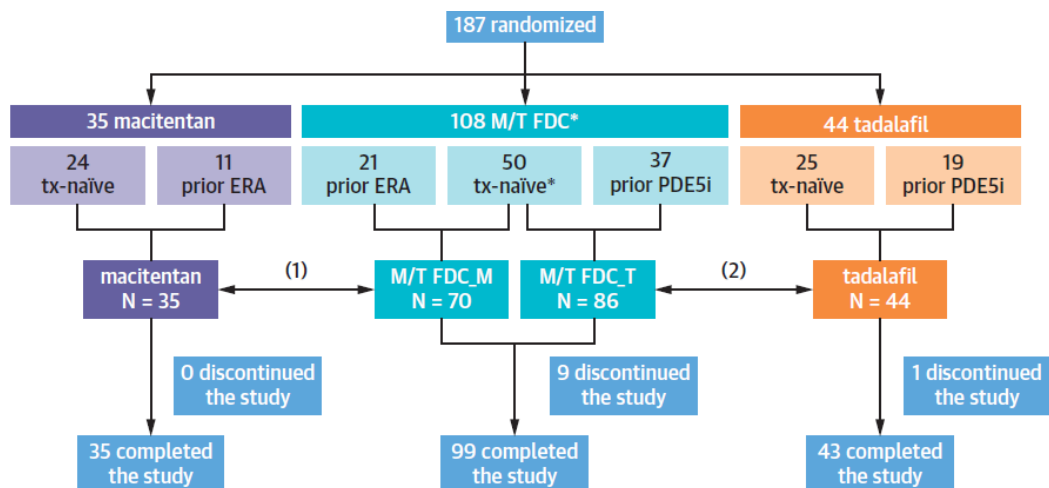 187 randomized
35 macitentan
108 M/T FDC*
44 tadalafil
24
tx-naïve
11
prior ERA
21
prior ERA
50
tx-naïve*
37
prior PDE5i
25
tx-naïve
19
prior PDE5i
macitentan
N = 35
(1)
M/T FDC_M
N = 70
M/T FDC_T
N = 86
(2)
tadalafil
N = 44
0 discontinued
the study
9 discontinued
the study
1 discontinued
the study
35 completed
the study
99 completed
the study
43 completed
the study